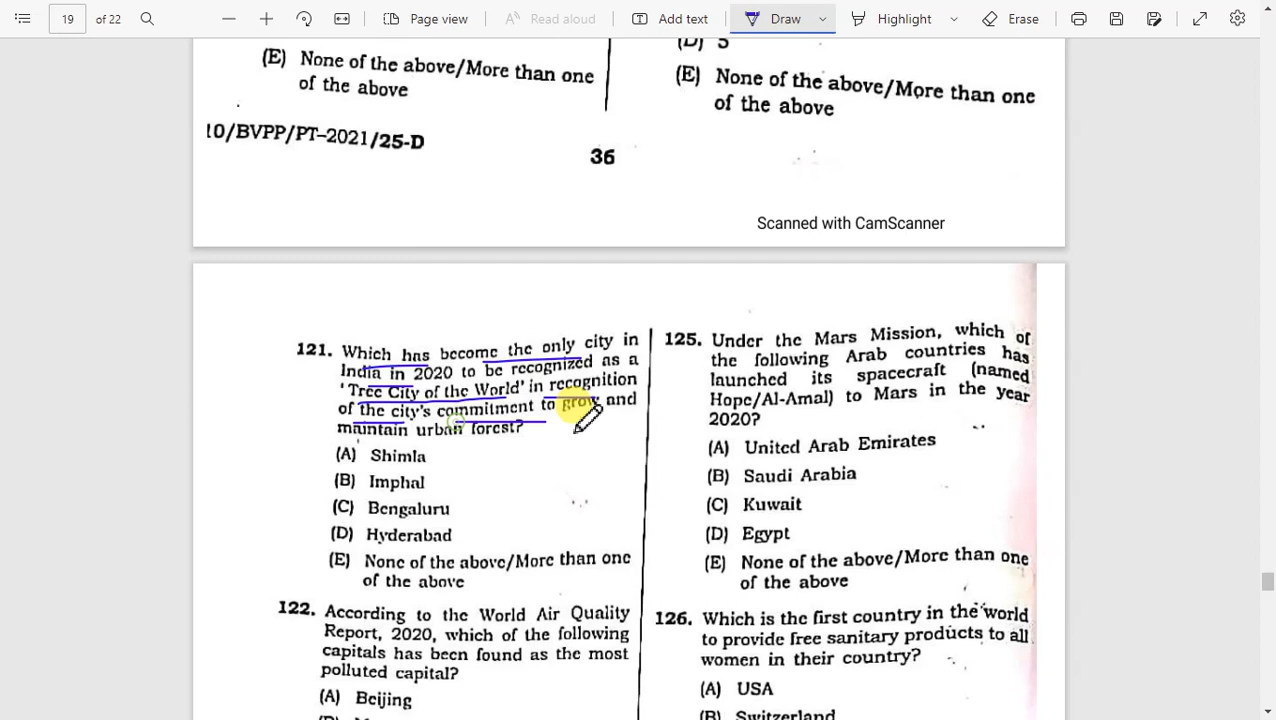 19 of 22 Page view Read aloud Add text Draw Highlight Erase
(E) None of the above/More than one
of the above
10/BVPP/PT–2021/25-D
(D) 5
(E) None of the above/More than one
of the above
36
Scanned with CamScanner
121. Which has become the only city in
India in 2020 to be recognized as a
'Tree City of the World' in recognition
of the city's commitment to grow and
maintain urban forest?
(A) Shimla
(B) Imphal
(C) Bengaluru
(D) Hyderabad
(E) None of the above/More than one
of the above
122. According to the World Air Quality
Report, 2020, which of the following
capitals has been found as the most
polluted capital?
(A) Beijing
125. Under the Mars Mission, which of
the following Arab countries has
launched its spacecraft (named
Hope/Al-Amal) to Mars in the year
2020?
(A) United Arab Emirates
(B) Saudi Arabia
(C) Kuwait
(D) Egypt
(E) None of the above/More than one
of the above
126. Which is the first country in the world
to provide free sanitary products to all
women in their country?
(A) USA
(B) Switzerland